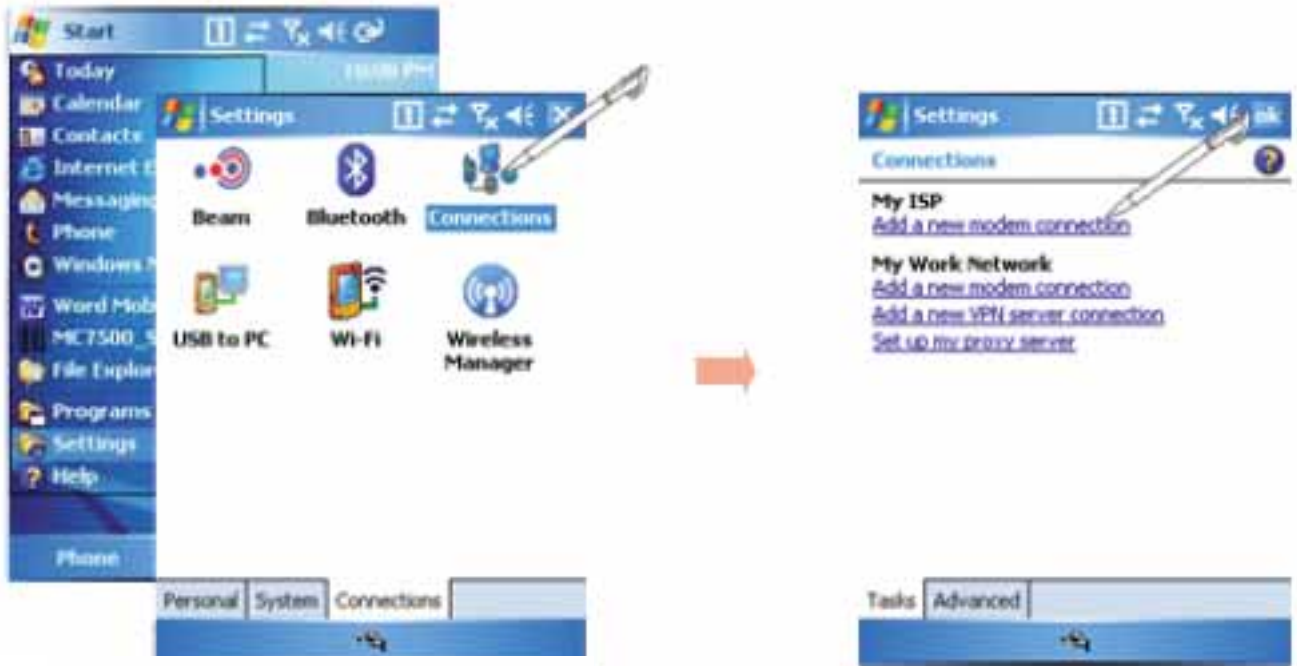 Start
Today
Calendar
Contacts
Internet
Messaging
Phone
Windows
Word Mob
MC7500_S
File Explor
Programs
Settings
Help
Phone
Settings
Beam Bluetooth Connections
USB to PC Wi-Fi Wireless
Manager
Personal System Connections
Settings ok
Connections
My ISP
Add a new modem connection
My Work Network
Add a new modem connection
Add a new VPN server connection
Set up my proxy server
Tasks Advanced